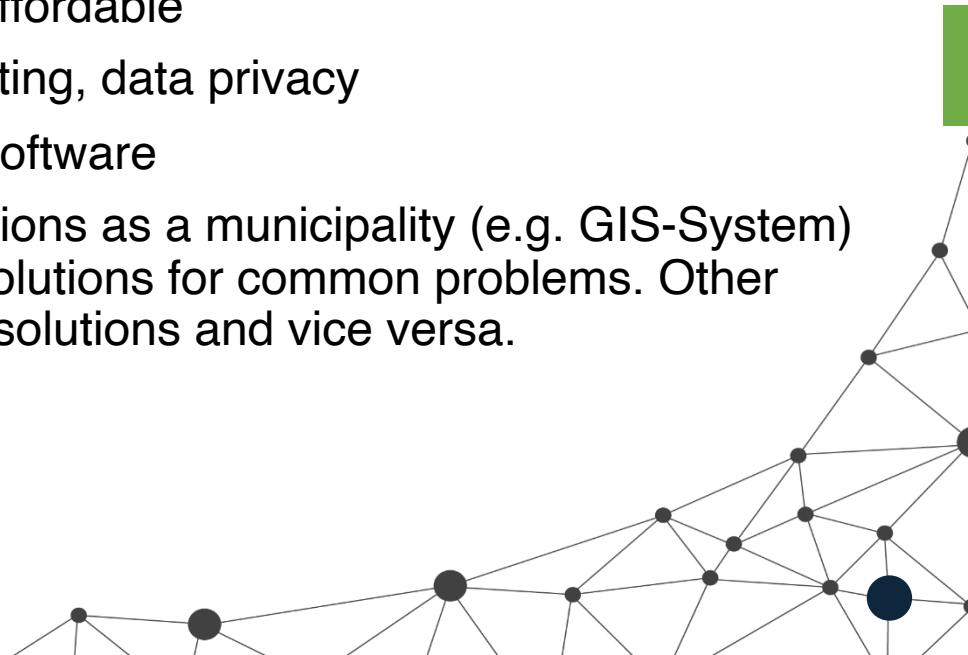 ffordable
ting, data privacy
oftware
ions as a municipality (e.g. GIS-System)
olutions for common problems. Other
solutions and vice versa.